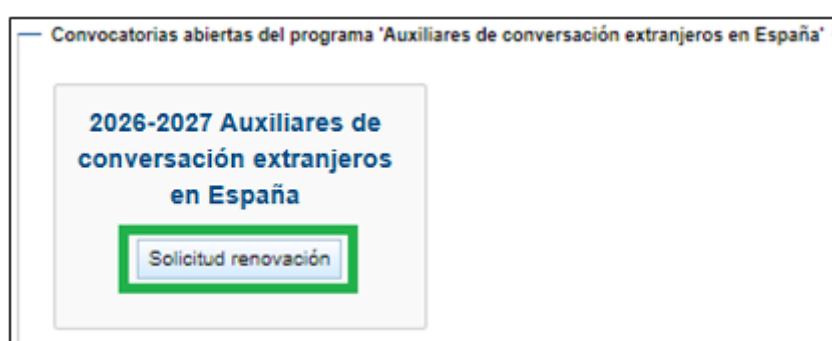 Convocatorias abiertas del programa 'Auxiliares de conversación extranjeros en España'
2026-2027 Auxiliares de
conversación extranjeros
en España
Solicitud renovación